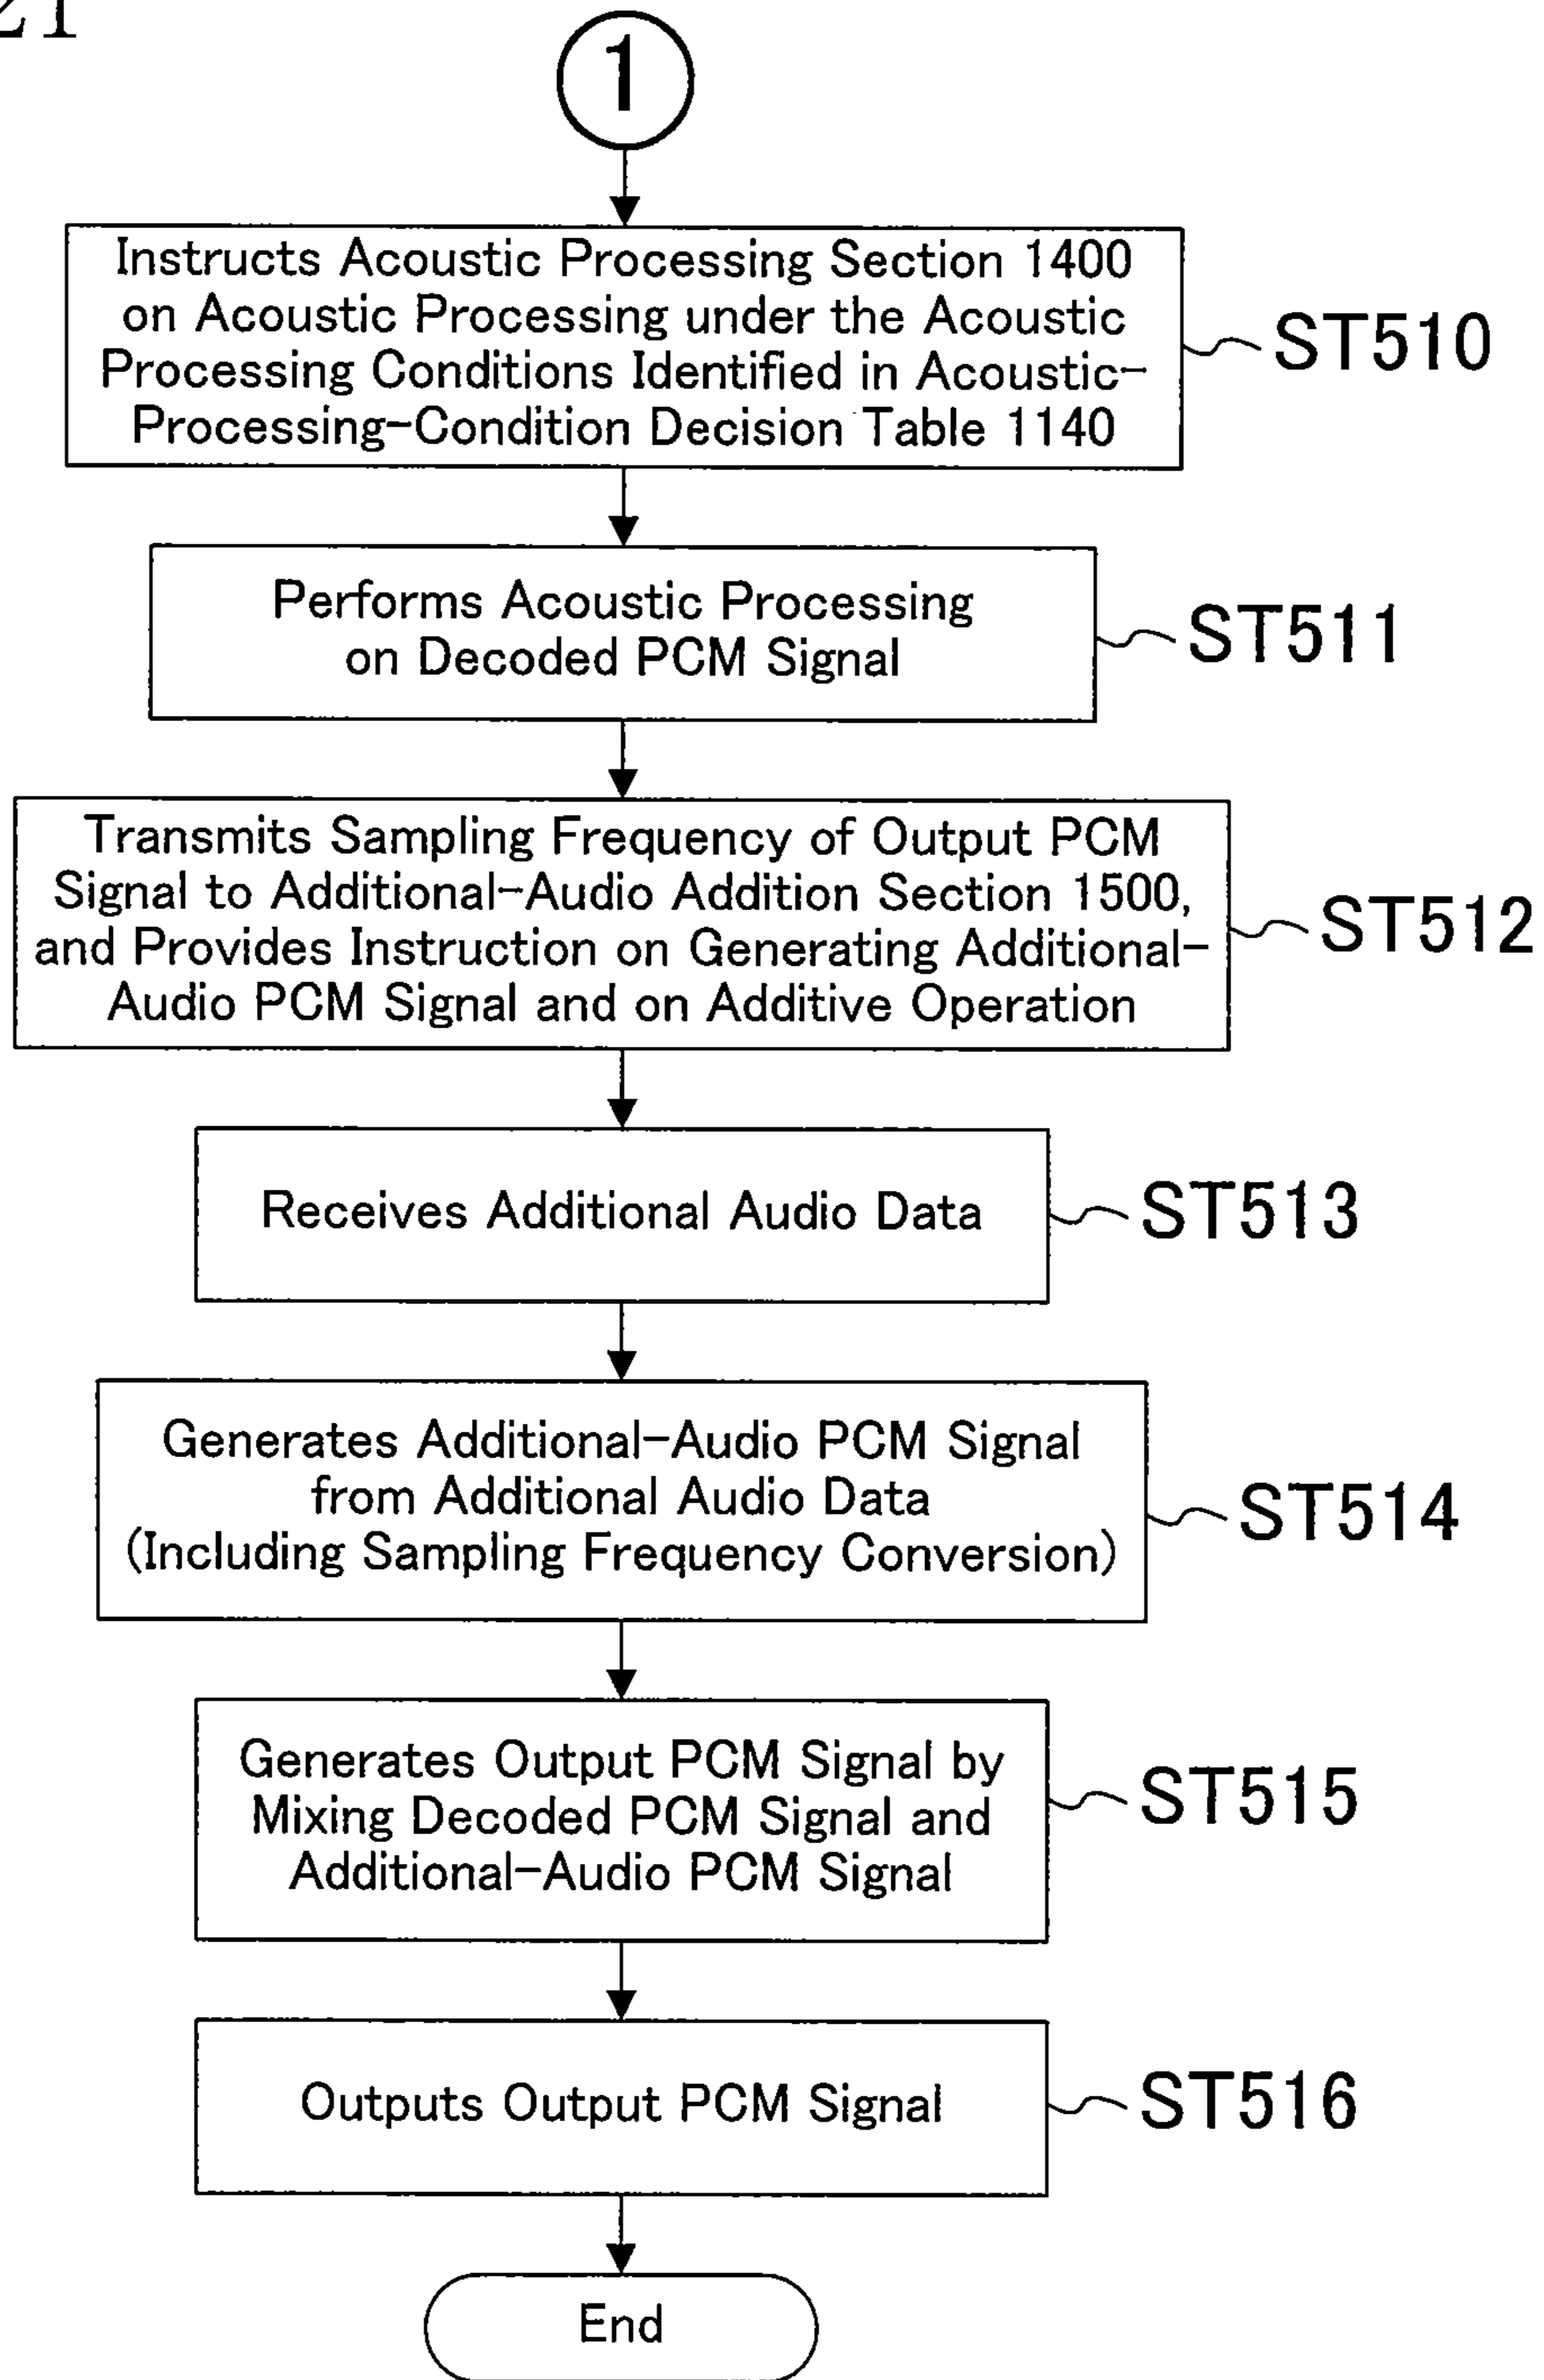 21
1
Instructs Acoustic Processing Section 1400
on Acoustic Processing under the Acoustic
Processing Conditions Identified in Acoustic-
Processing-Condition Decision Table 1140
ST510
Performs Acoustic Processing
on Decoded PCM Signal
ST511
Transmits Sampling Frequency of Output PCM
Signal to Additional-Audio Addition Section 1500,
and Provides Instruction on Generating Additional-
Audio PCM Signal and on Additive Operation
ST512
Receives Additional Audio Data
ST513
Generates Additional-Audio PCM Signal
from Additional Audio Data
(Including Sampling Frequency Conversion)
ST514
Generates Output PCM Signal by
Mixing Decoded PCM Signal and
Additional-Audio PCM Signal
ST515
Outputs Output PCM Signal
ST516
End